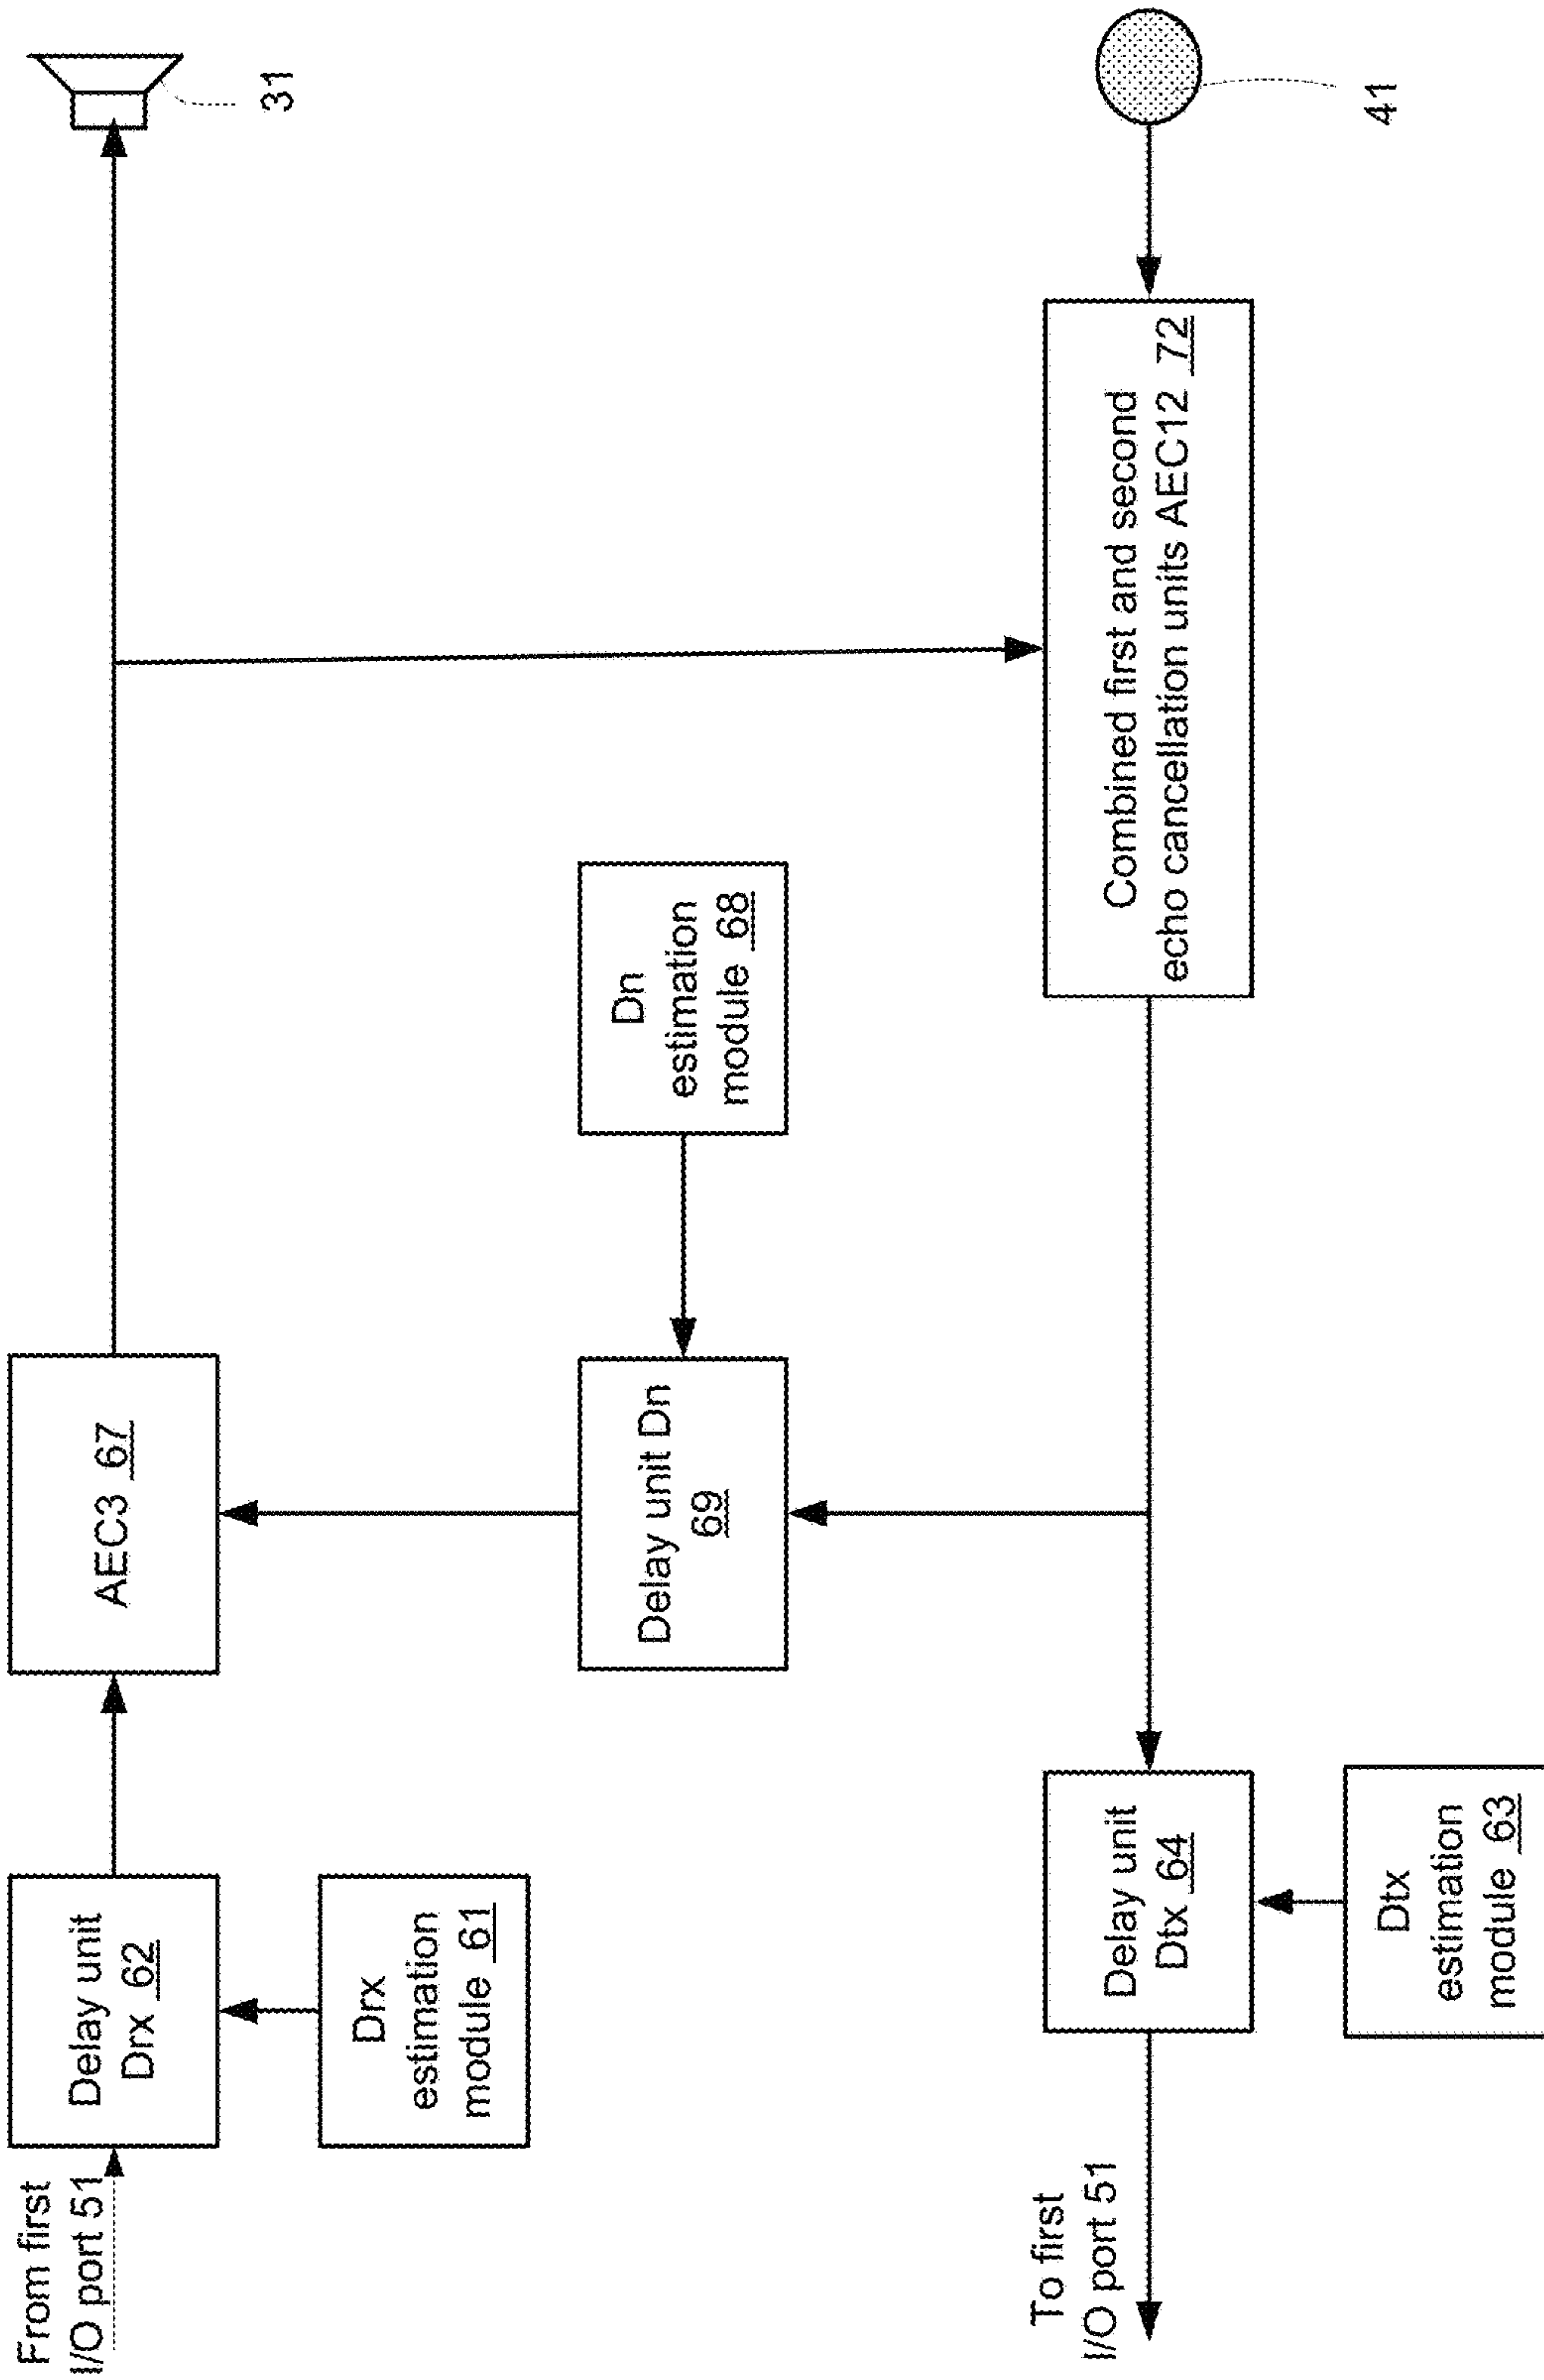 From first
I/O port 51
Delay unit
Drx 62
AEC3 67
31
Drx
estimation
module 61
Delay unit Dn
69
Dn
estimation
module 68
To first
I/O port 51
Delay unit
Dtx 64
Combined first and second
echo cancellation units AEC12 72
41
Dtx
estimation
module 63